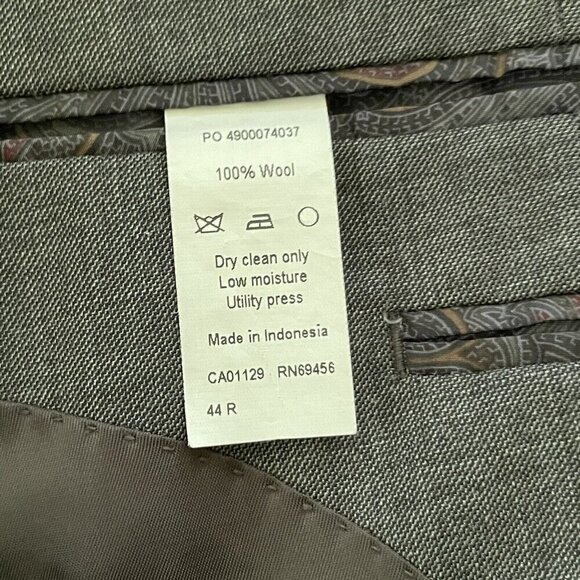 PO 4900074037
100% Wool
Dry clean only
Low moisture
Utility press
Made in Indonesia
CA01129 RN69456
44 R